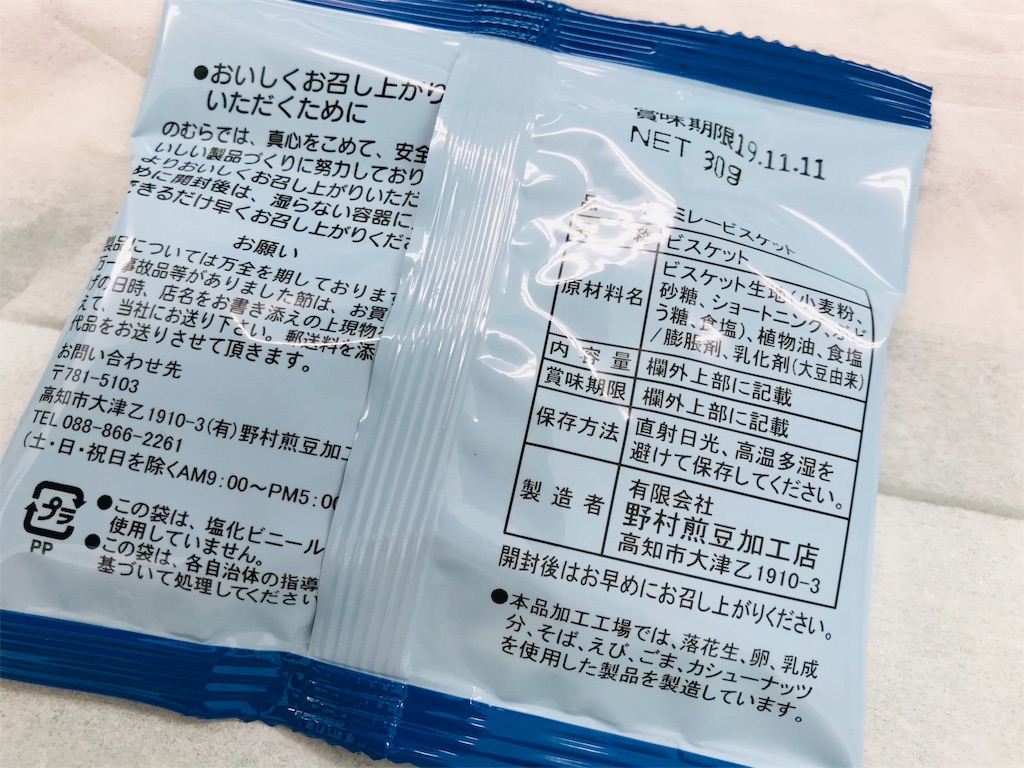 ●おいしくお召し上がり
いただくために
のむらでは、真心をこめて、安全
いしい製品づくりに努力しており
よりおいしくお召し上がりいただ
めに開封後は、湿らない容器に
できるだけ早くお召し上がりくださ
お願い
製品については万全を期しております
事故品等がありました節は、お買
げの日時、店名をお書き添えの上現物を
えて、当社にお送り下さい。郵送料を添
代品をお送りさせて頂きます。
お問い合わせ先
〒781-5103
高知市大津乙1910-3(有)野村煎豆加工
TEL 088-866-2261
(土・日・祝日を除くAM9:00〜PM5:00
プラ
PP
●この袋は、塩化ビニール
使用していません。
●この袋は、各自治体の指導
基づいて処理してください
賞味期限19.11.11
NET 30g
品 ミレービスケット
名 称 ビスケット
原材料名 ビスケット生地(小麦粉、
砂糖、ショートニング、ぶど
う糖、食塩)、植物油、食塩
/膨脹剤、乳化剤(大豆由来)
内容量 欄外上部に記載
賞味期限 欄外上部に記載
保存方法 直射日光、高温多湿を
避けて保存してください。
製造者 有限会社
野村煎豆加工店
高知市大津乙1910-3
開封後はお早めにお召し上がりください。
●本品加工工場では、落花生、卵、乳成
分、そば、えび、ごま、カシューナッツ
を使用した製品を製造しています。